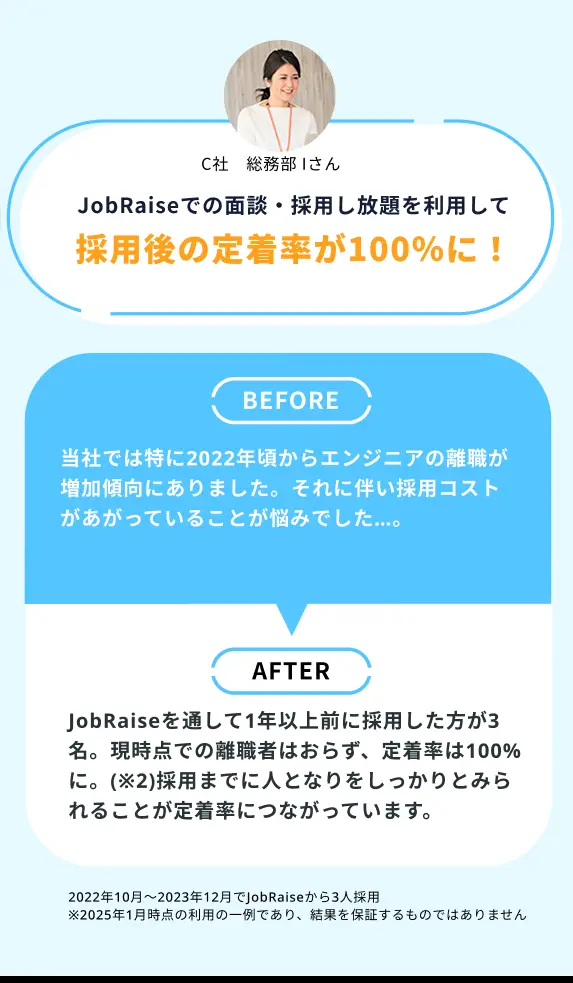 C社　総務部 Iさん
JobRaiseでの面談・採用し放題を利用して
採用後の定着率が100%に！
BEFORE
当社では特に2022年頃からエンジニアの離職が
増加傾向にありました。それに伴い採用コスト
があがっていることが悩みでした...。
AFTER
JobRaiseを通して1年以上前に採用した方が3
名。現時点での離職者はおらず、定着率は100%
に。(※2)採用までに人となりをしっかりとみら
れることが定着率につながっています。
2022年10月〜2023年12月でJobRaiseから3人採用
※2025年1月時点の利用の一例であり、結果を保証するものではありません